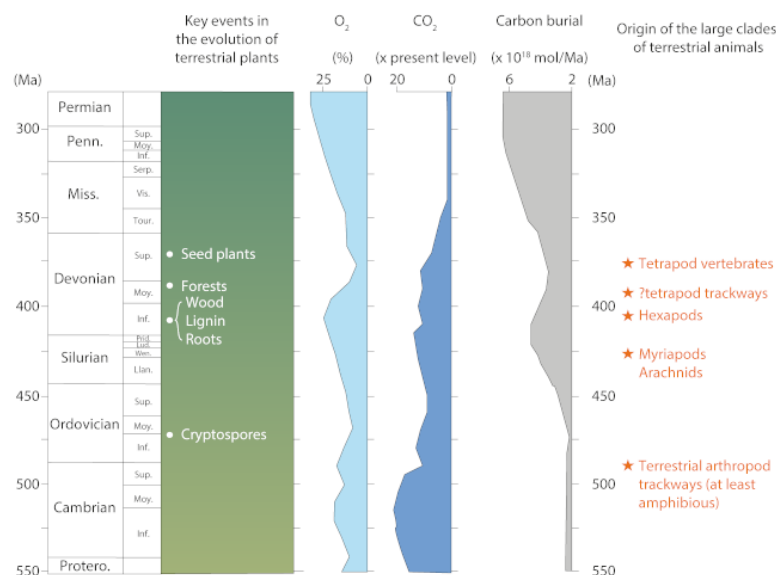 Key events in
the evolution of
terrestrial plants
O₂
(%)
25 0
CO₂
(x present level)
20 0
Carbon burial
(x 10¹⁸ mol/Ma)
6 2
Origin of the large clades
of terrestrial animals
(Ma)
(Ma)
Permian
300
Penn.
Sup.
Moy.
Inf.
Miss.
Serp.
Vis.
Tour.
350
Devonian
Sup.
Moy.
Inf.
400
Silurian
Prid.
Lud.
Wen.
Llan.
450
Ordovician
Sup.
Moy.
Inf.
Cambrian
Sup.
500
Moy.
Inf.
Protero.
550
Seed plants
Forests
Wood
Lignin
Roots
Cryptospores
300
350
400
450
500
550
★ Tetrapod vertebrates
★ ?tetrapod trackways
★ Hexapods
★ Myriapods
Arachnids
★ Terrestrial arthropod
trackways (at least
amphibious)